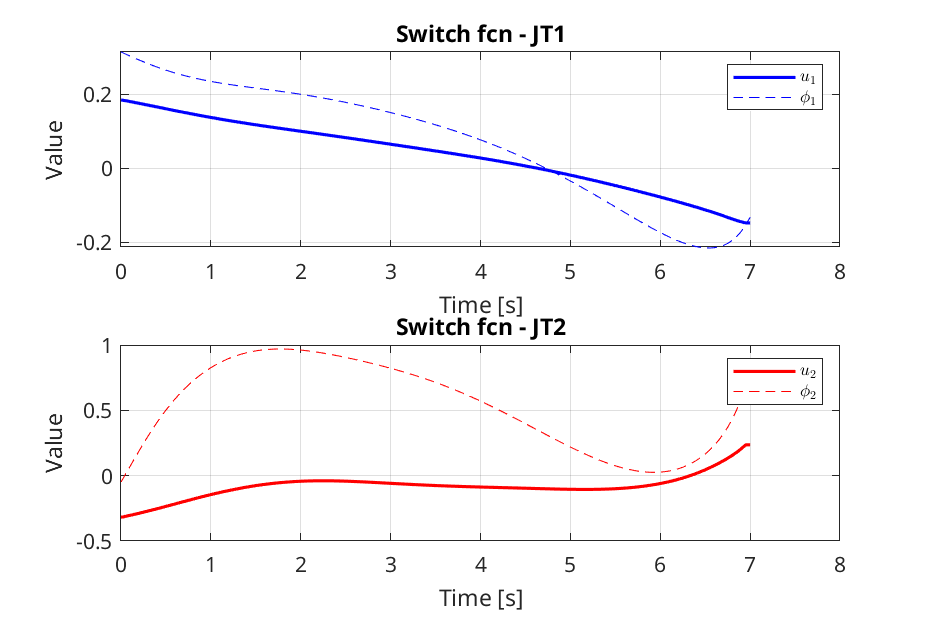 Switch fcn - JT1
Value
0.2
0
-0.2
u₁
ϕ₁
0 1 2 3 4 5 6 7 8
Time [s]
Switch fcn - JT2
Value
1
0.5
0
-0.5
u₂
ϕ₂
0 1 2 3 4 5 6 7 8
Time [s]